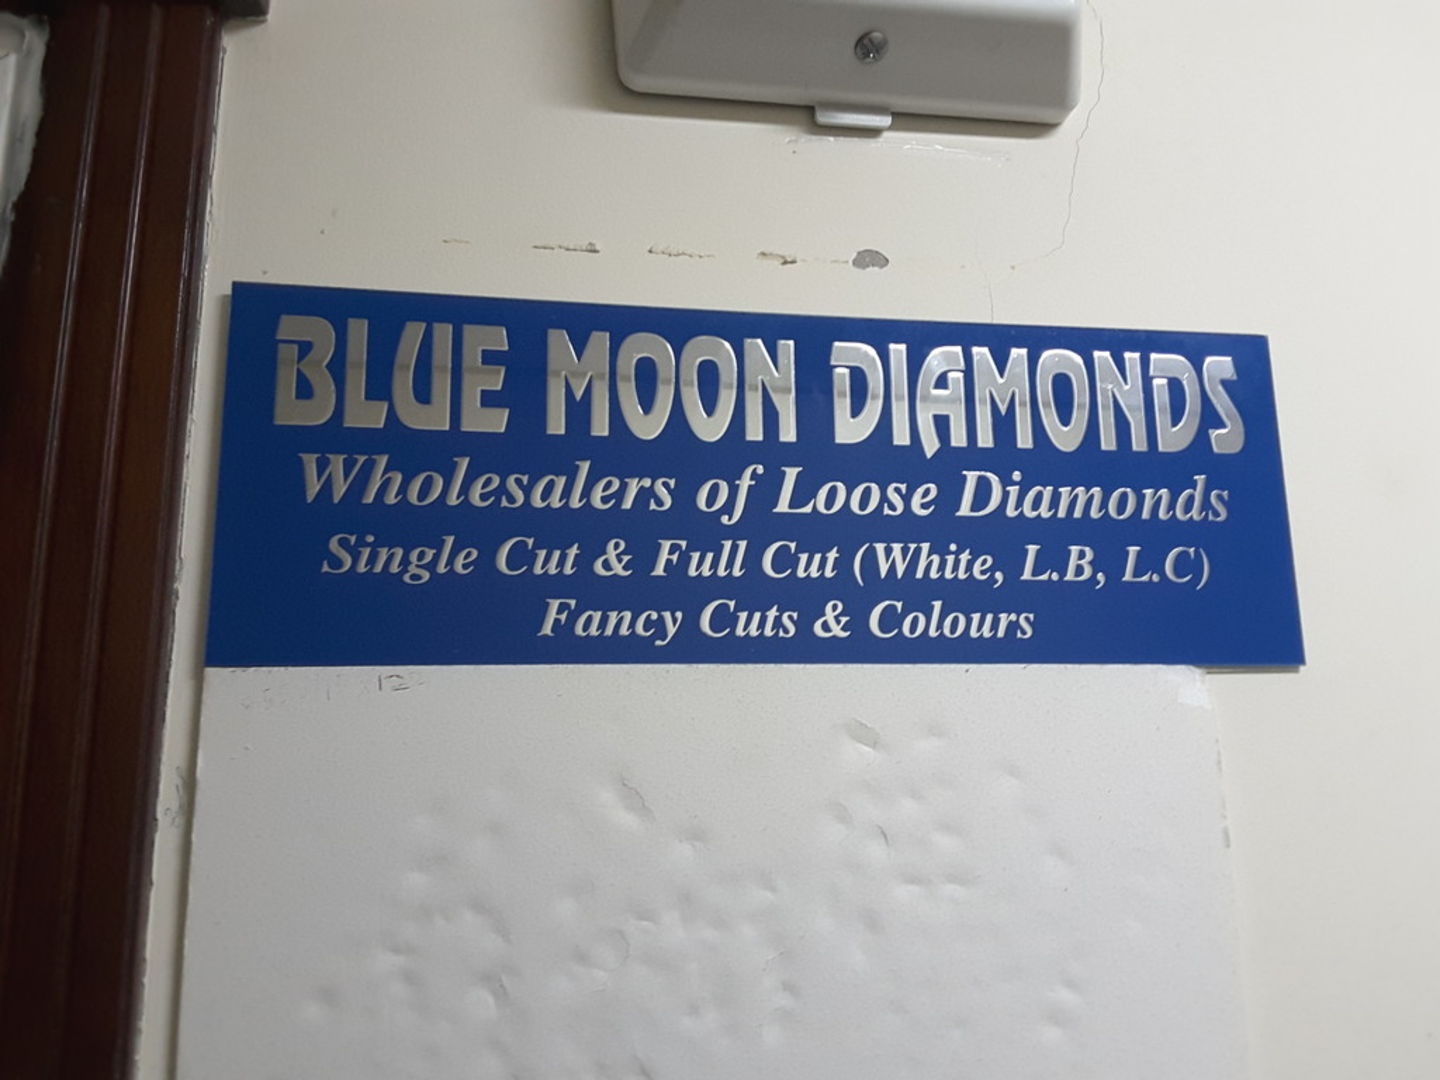 BLUE MOON DIAMONDS
Wholesalers of Loose Diamonds
Single Cut & Full Cut (White, L.B, L.C)
Fancy Cuts & Colours